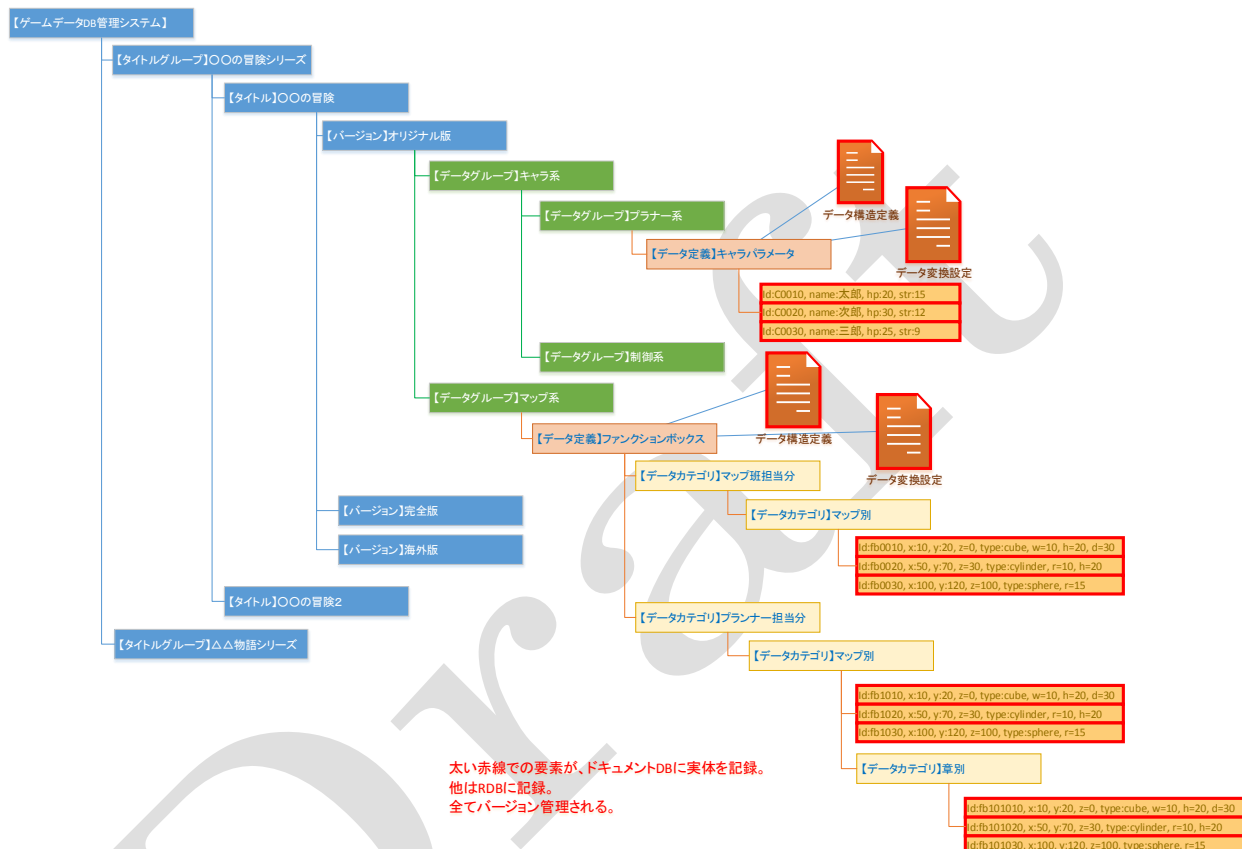 【ゲームデータDB管理システム】
【タイトルグループ】〇〇の冒険シリーズ
【タイトル】〇〇の冒険
【バージョン】オリジナル版
【データグループ】キャラ系
【データグループ】プラナー系
データ構造定義
【データ定義】キャラパラメータ
データ変換設定
Id:C0010, name:太郎, hp:20, str:15
Id:C0020, name:次郎, hp:30, str:12
Id:C0030, name:三郎, hp:25, str:9
【データグループ】制御系
【データグループ】マップ系
【データ定義】ファンクションボックス
データ構造定義
【データカテゴリ】マップ班担当分
データ変換設定
【データカテゴリ】マップ別
【バージョン】完全版
Id:fb0010, x:10, y:20, z=0, type:cube, w=10, h=20, d=30
【バージョン】海外版
Id:fb0020, x:50, y:70, z=30, type:cylinder, r=10, h=20
Id:fb0030, x:100, y:120, z=100, type:sphere, r=15
【タイトル】〇〇の冒険2
【データカテゴリ】プランナー担当分
【タイトルグループ】△△物語シリーズ
【データカテゴリ】マップ別
Id:fb1010, x:10, y:20, z=0, type:cube, w=10, h=20, d=30
Id:fb1020, x:50, y:70, z=30, type:cylinder, r=10, h=20
Id:fb1030, x:100, y:120, z=100, type:sphere, r=15
太い赤線での要素が、ドキュメントDBに実体を記録。
他はRDBに記録。
全てバージョン管理される。
【データカテゴリ】章別
Id:fb101010, x:10, y:20, z=0, type:cube, w=10, h=20, d=30
Id:fb101020, x:50, y:70, z=30, type:cylinder, r=10, h=20
Id:fb101030, x:100, y:120, z=100, type:sphere, r=15
Draft